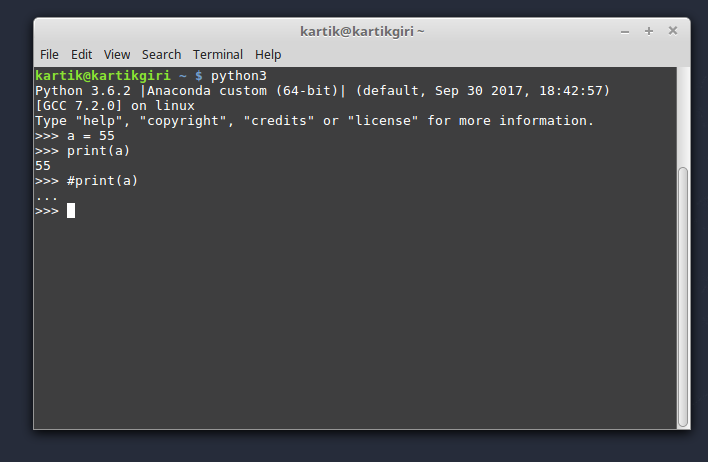 kartik@kartikgiri ~
File Edit View Search Terminal Help
kartik@kartikgiri ~ $ python3
Python 3.6.2 |Anaconda custom (64-bit)| (default, Sep 30 2017, 18:42:57)
[GCC 7.2.0] on linux
Type "help", "copyright", "credits" or "license" for more information.
>>> a = 55
>>> print(a)
55
>>> #print(a)
...
>>>